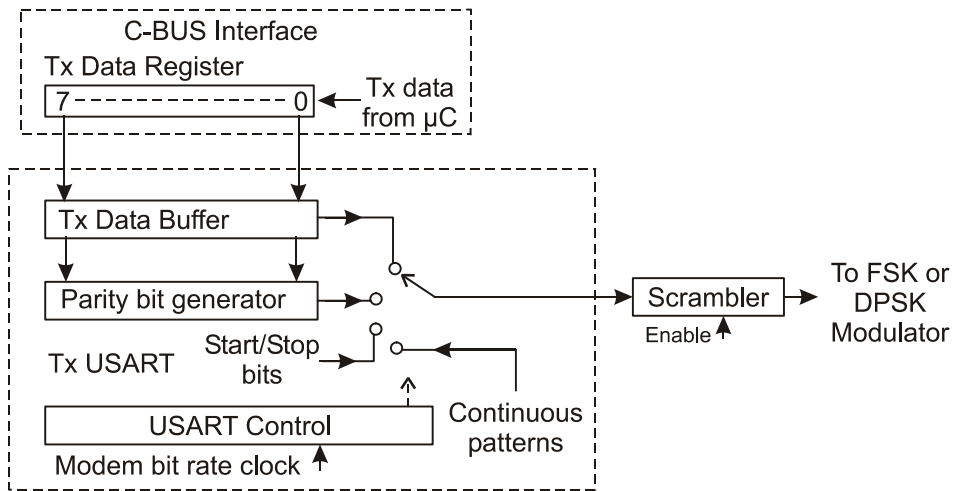 C-BUS Interface
Tx Data Register
7 0
Tx data
from µC
Tx Data Buffer
Parity bit generator
Start/Stop
bits
Tx USART
USART Control
Modem bit rate clock
Continuous
patterns
Scrambler
Enable
To FSK or
DPSK
Modulator